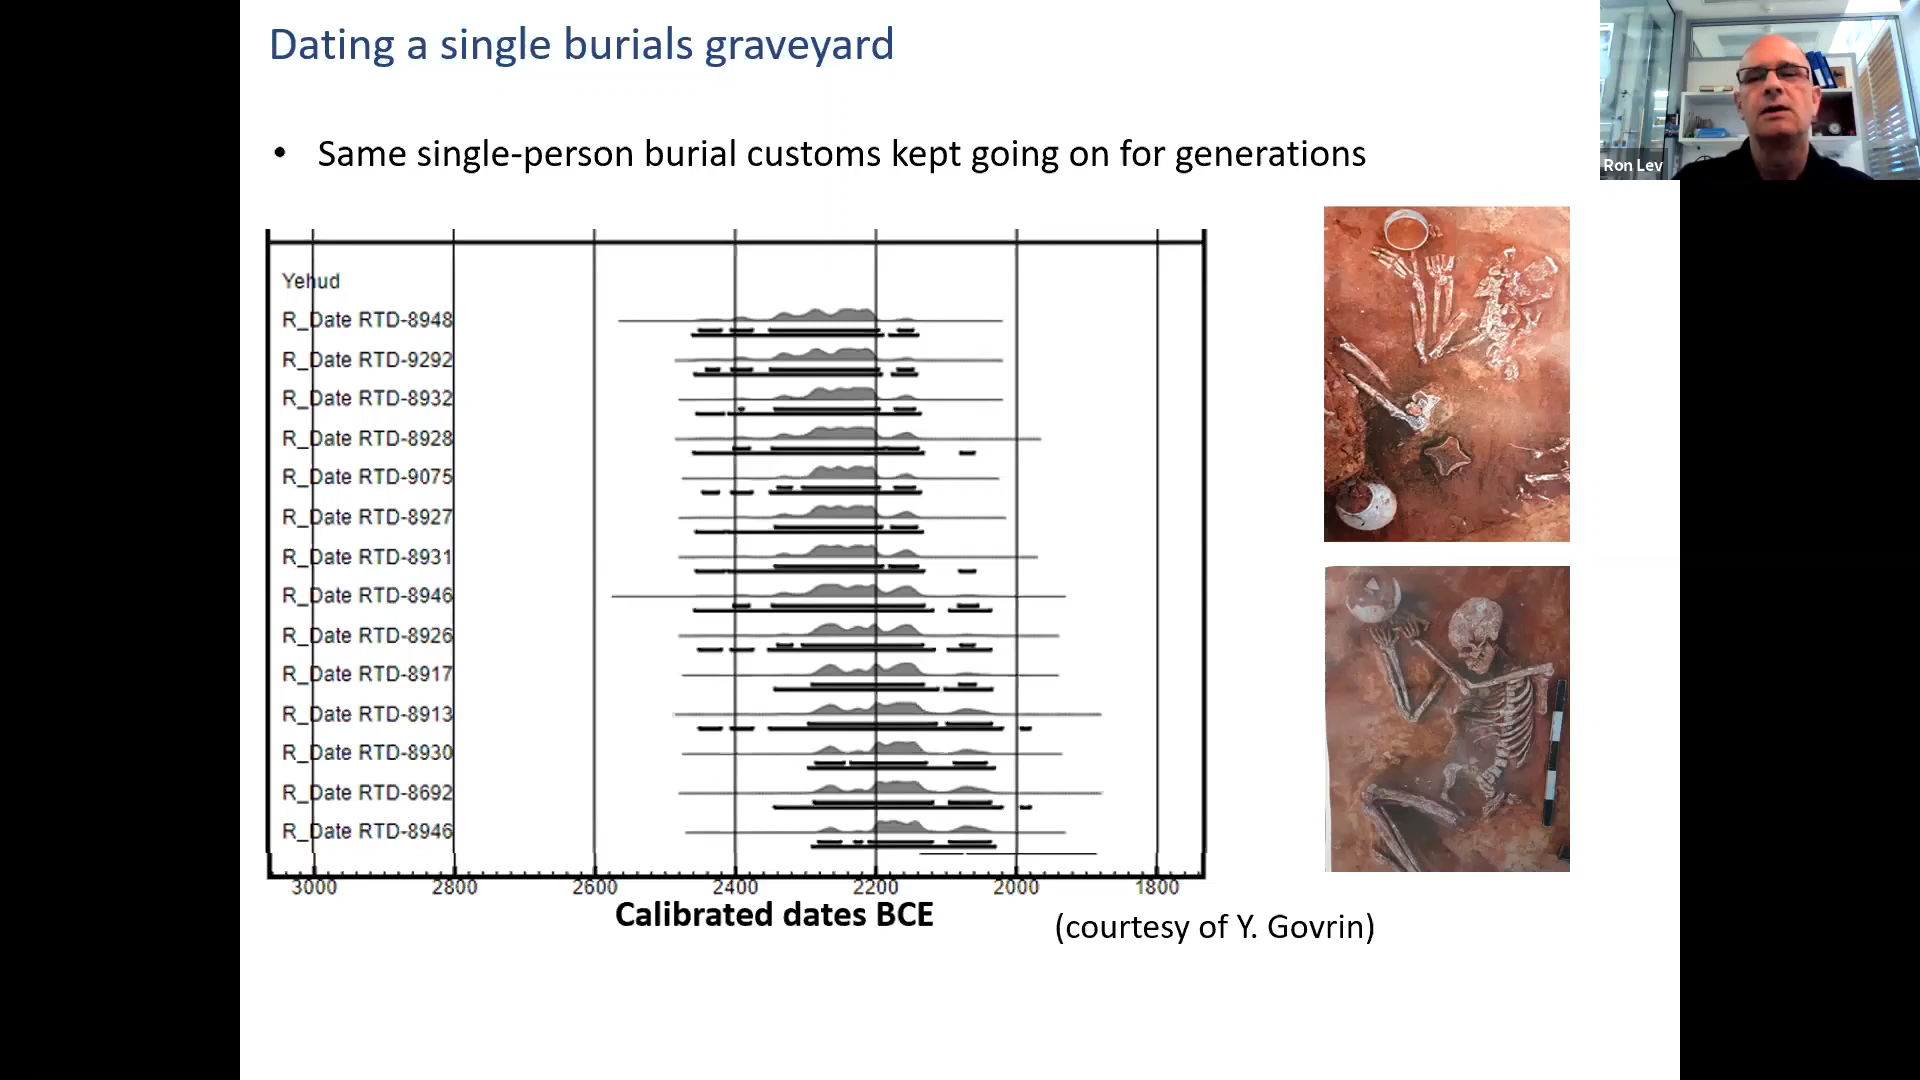 Dating a single burials graveyard
Ron Lev
• Same single-person burial customs kept going on for generations
Yehud
R_Date RTD-8948
R_Date RTD-9292
R_Date RTD-8932
R_Date RTD-8928
R_Date RTD-9075
R_Date RTD-8927
R_Date RTD-8931
R_Date RTD-8946
R_Date RTD-8926
R_Date RTD-8917
R_Date RTD-8913
R_Date RTD-8930
R_Date RTD-8692
R_Date RTD-8946
3000 2800 2600 2400 2200 2000 1800
Calibrated dates BCE
(courtesy of Y. Govrin)